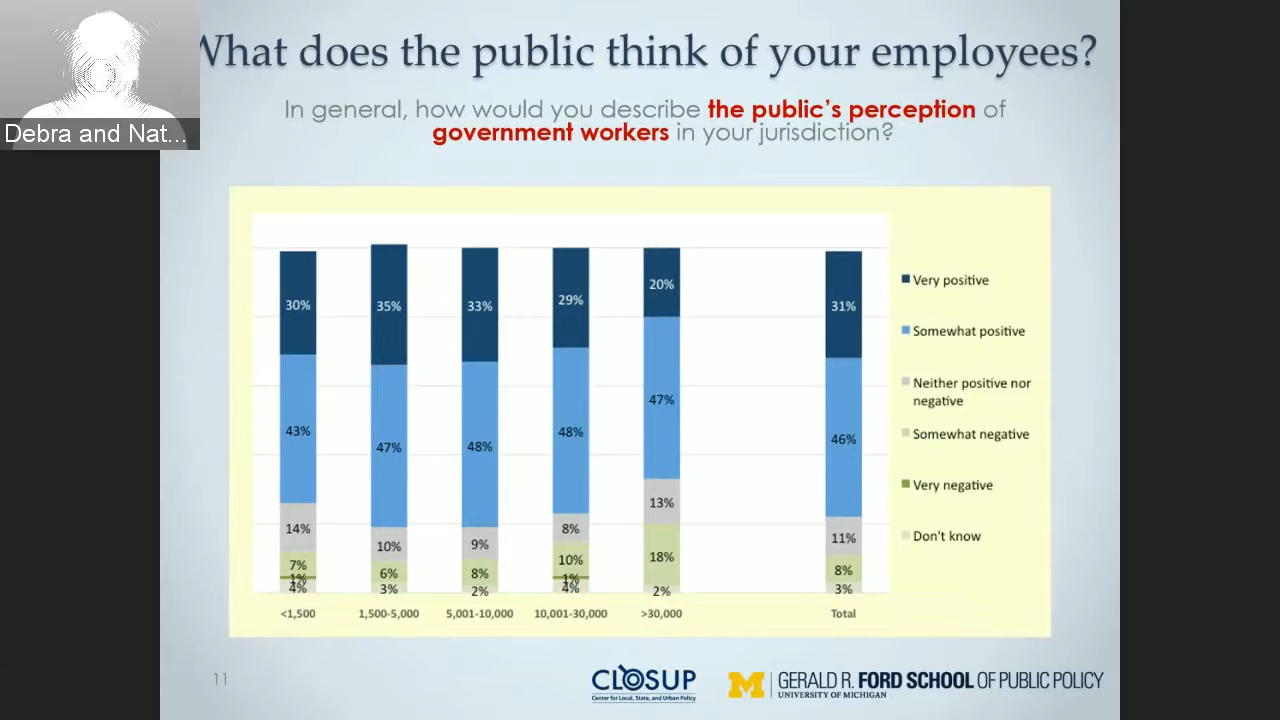 What does the public think of your employees?
Debra and Nat...
In general, how would you describe the public's perception of
government workers in your jurisdiction?
30%
43%
14%
7%
1%
4%
<1,500
35%
47%
10%
6%
3%
1,500-5,000
33%
48%
9%
8%
2%
5,001-10,000
29%
48%
8%
10%
1%
4%
10,001-30,000
20%
47%
13%
18%
2%
>30,000
31%
46%
11%
8%
3%
Total
Very positive
Somewhat positive
Neither positive nor
negative
Somewhat negative
Very negative
Don't know
11
CLOSUP
Center for Local, State, and Urban Policy
M
GERALD R. FORD SCHOOL OF PUBLIC POLICY
UNIVERSITY OF MICHIGAN